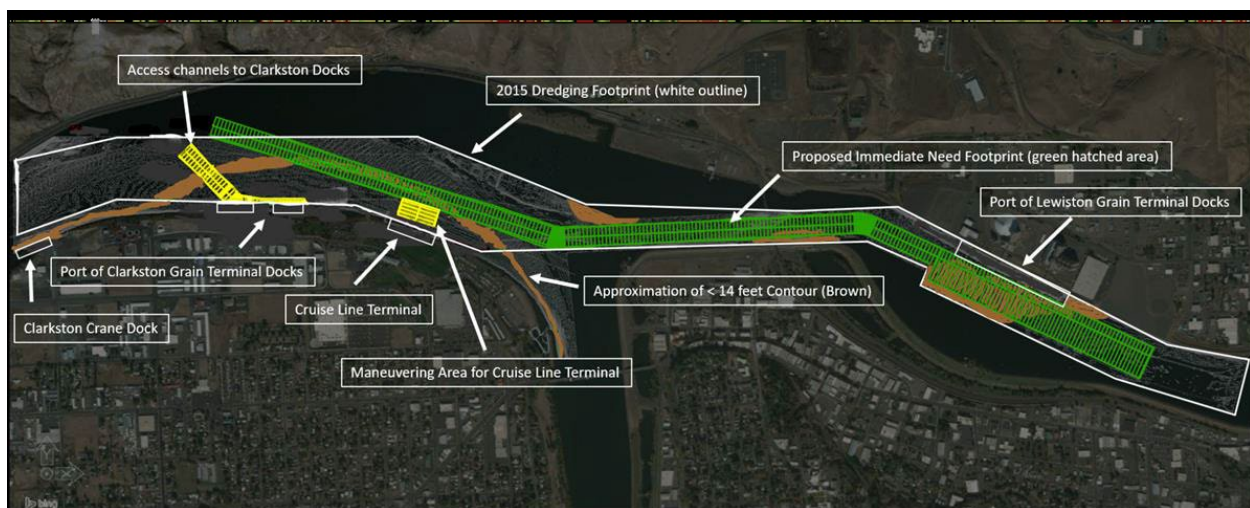 Access channels to Clarkston Docks
2015 Dredging Footprint (white outline)
Proposed Immediate Need Footprint (green hatched area)
Port of Lewiston Grain Terminal Docks
Port of Clarkston Grain Terminal Docks
Approximation of < 14 feet Contour (Brown)
Cruise Line Terminal
Clarkston Crane Dock
Maneuvering Area for Cruise Line Terminal
bing